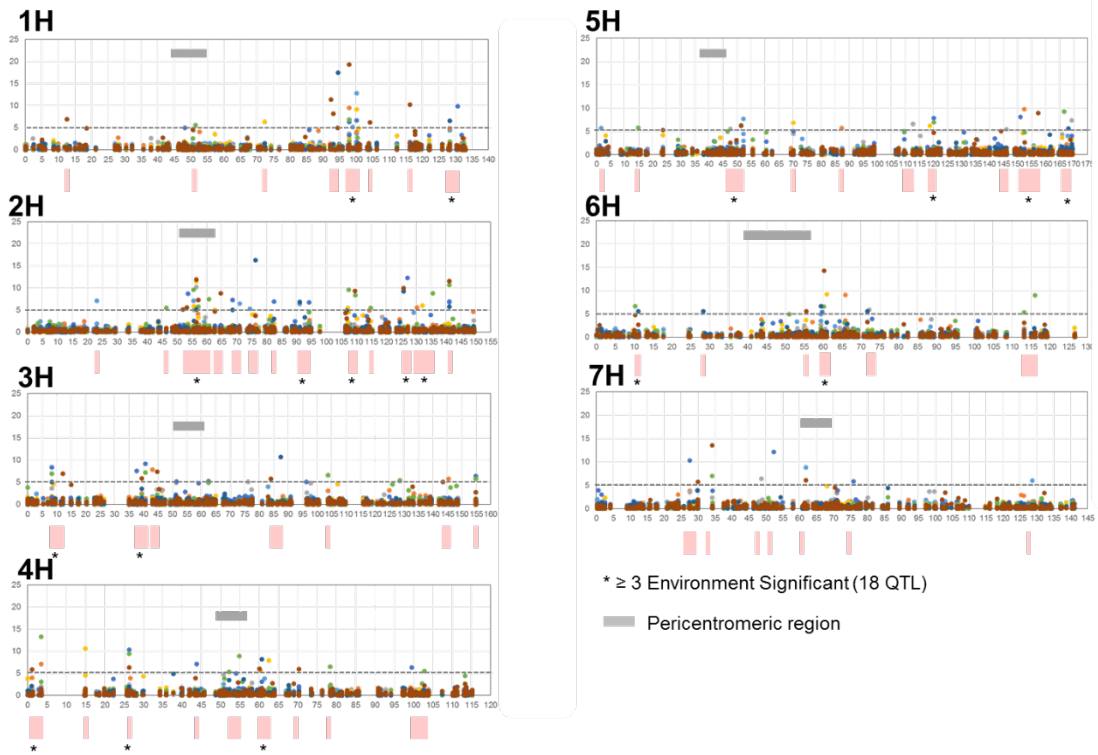 1H
25
20
15
10
5
0
0 5 10 15 20 25 30 35 40 45 50 55 60 65 70 75 80 85 90 95 100 105 110 115 120 125 130 135 140
* *
2H
25
20
15
10
5
0
0 5 10 15 20 25 30 35 40 45 50 55 60 65 70 75 80 85 90 95 100 105 110 115 120 125 130 135 140 145 150 155
* * * * *
3H
25
20
15
10
5
0
0 5 10 15 20 25 30 35 40 45 50 55 60 65 70 75 80 85 90 95 100 105 110 115 120 125 130 135 140 145 150 155 160
* *
4H
25
20
15
10
5
0
0 5 10 15 20 25 30 35 40 45 50 55 60 65 70 75 80 85 90 95 100 105 110 115 120
* * *
5H
25
20
15
10
5
0
0 5 10 15 20 25 30 35 40 45 50 55 60 65 70 75 80 85 90 95 100 105 110 115 120 125 130 135 140 145 150 155 160 165 170 175
* * * *
6H
25
20
15
10
5
0
0 5 10 15 20 25 30 35 40 45 50 55 60 65 70 75 80 85 90 95 100 105 110 115 120 125 130
* *
7H
25
20
15
10
5
0
0 5 10 15 20 25 30 35 40 45 50 55 60 65 70 75 80 85 90 95 100 105 110 115 120 125 130 135 140 145
* ≥ 3 Environment Significant (18 QTL)
Pericentromeric region